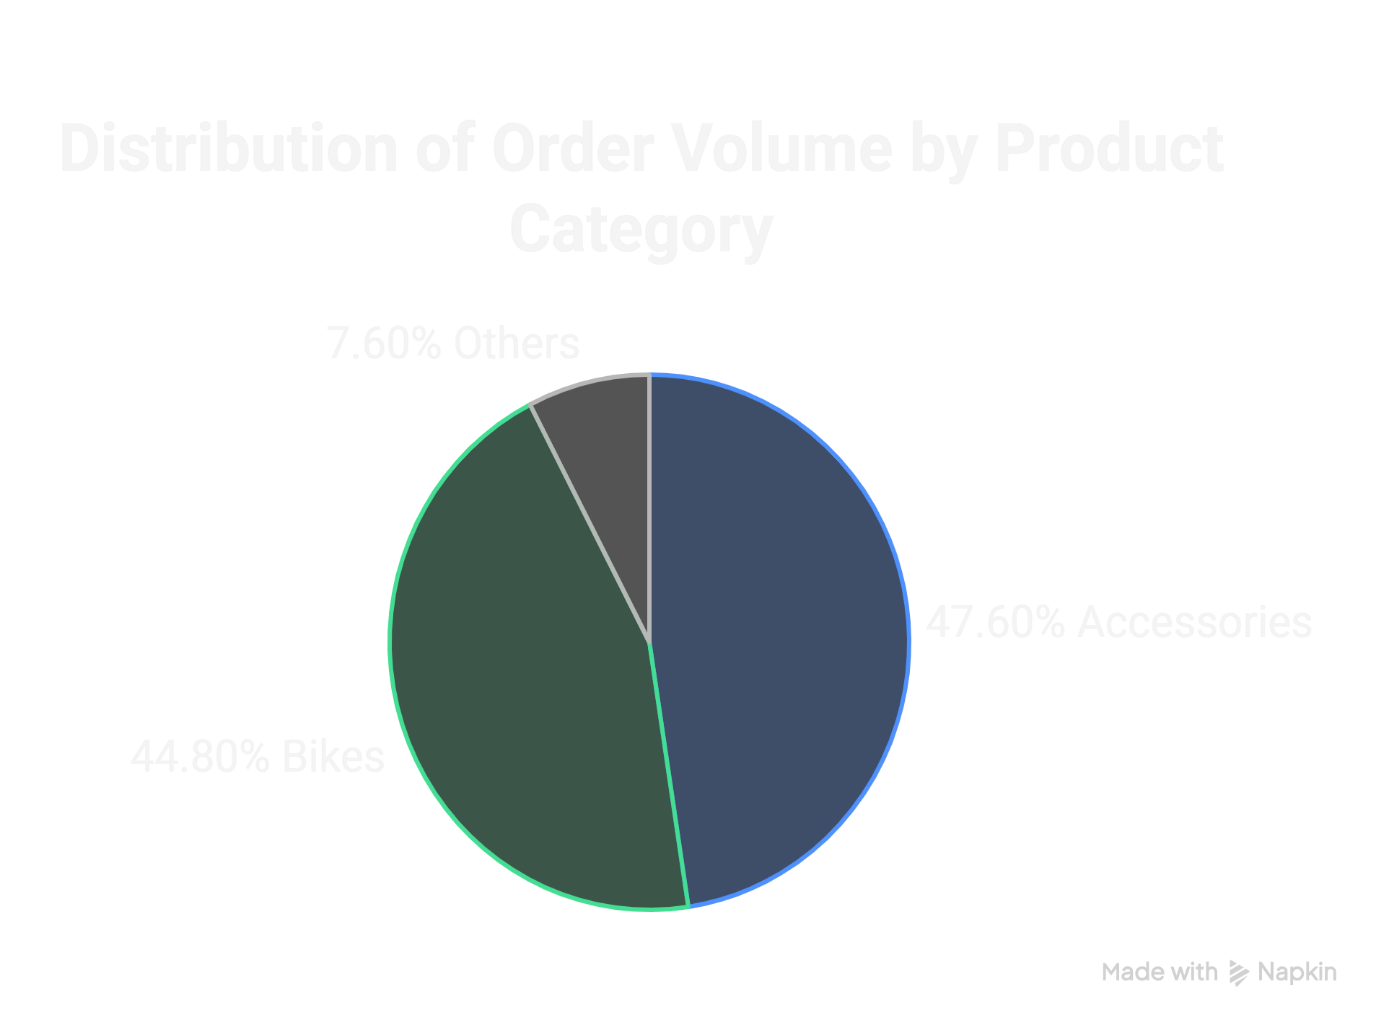 Distribution of Order Volume by Product
Category
7.60% Others
47.60% Accessories
44.80% Bikes
Made with Napkin